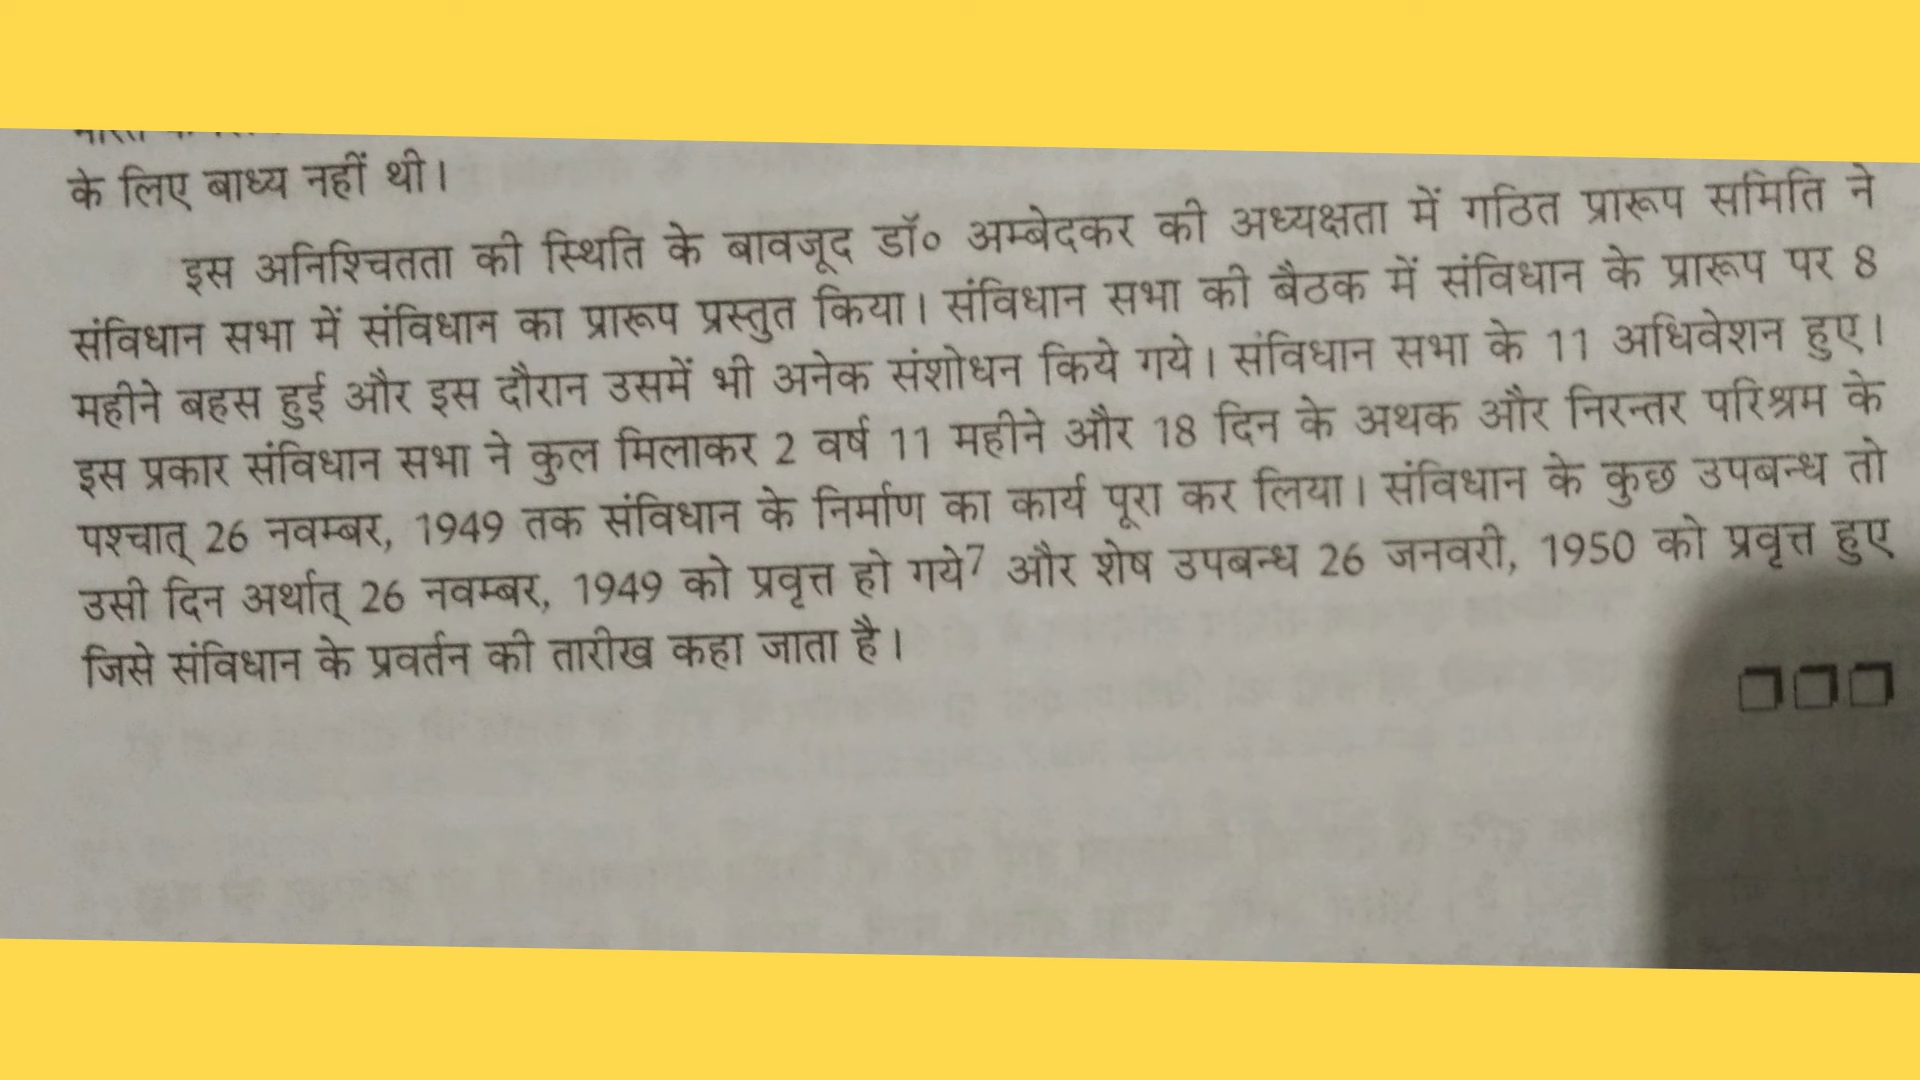 के लिए बाध्य नहीं थी।
इस अनिश्चितता की स्थिति के बावजूद डॉ० अम्बेदकर की अध्यक्षता में गठित प्रारूप समिति ने
संविधान सभा में संविधान का प्रारूप प्रस्तुत किया। संविधान सभा की बैठक में संविधान के प्रारूप पर 8
महीने बहस हुई और इस दौरान उसमें भी अनेक संशोधन किये गये। संविधान सभा के 11 अधिवेशन हुए।
इस प्रकार संविधान सभा ने कुल मिलाकर 2 वर्ष 11 महीने और 18 दिन के अथक और निरन्तर परिश्रम के
पश्चात् 26 नवम्बर, 1949 तक संविधान के निर्माण का कार्य पूरा कर लिया। संविधान के कुछ उपबन्ध तो
उसी दिन अर्थात् 26 नवम्बर, 1949 को प्रवृत्त हो गये7 और शेष उपबन्ध 26 जनवरी, 1950 को प्रवृत्त हुए
जिसे संविधान के प्रवर्तन की तारीख कहा जाता है।